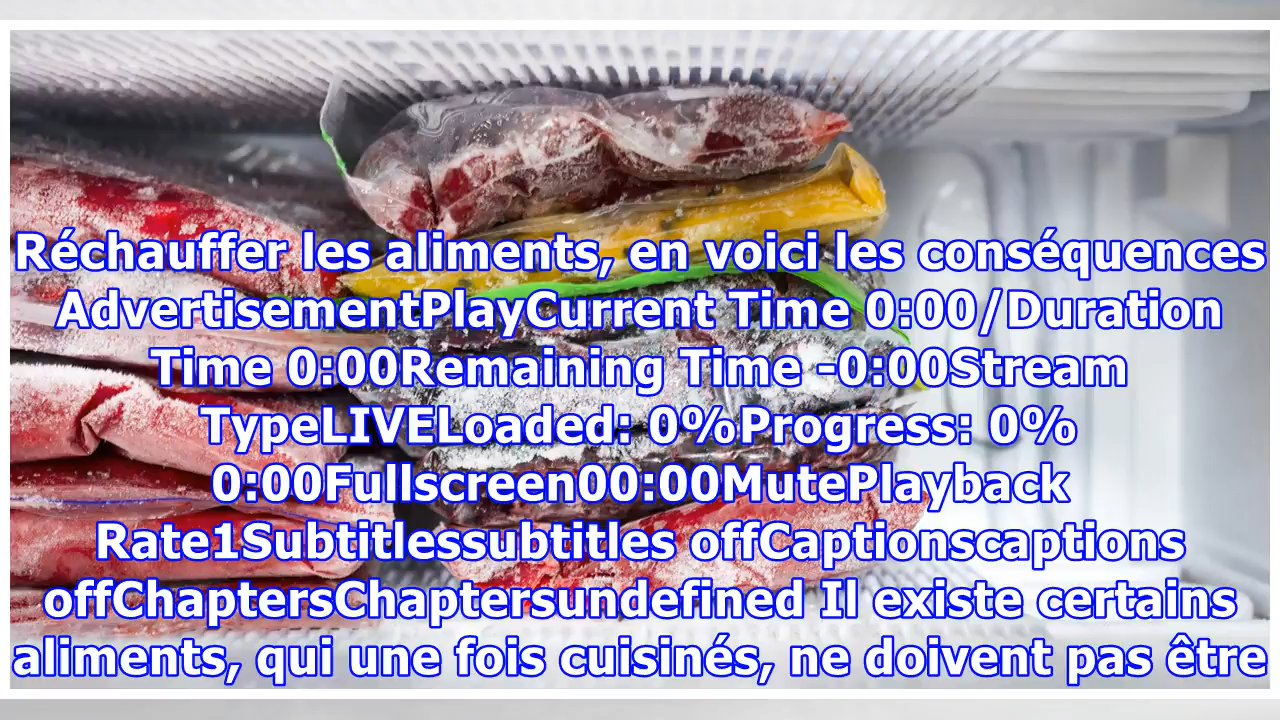 Réchauffer les aliments, en voici les conséquences
AdvertisementPlayCurrent Time 0:00/Duration
Time 0:00Remaining Time -0:00Stream
TypeLIVELoaded: 0%Progress: 0%
0:00Fullscreen00:00MutePlayback
Rate1Subtitlessubtitles offCaptionscaptions
offChaptersChaptersundefined Il existe certains
aliments, qui une fois cuisinés, ne doivent pas être